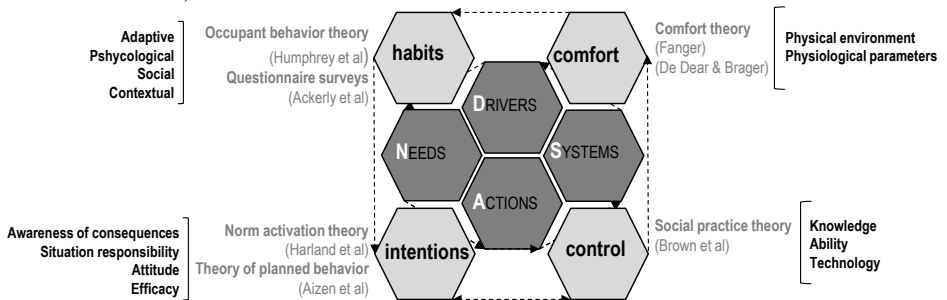 Adaptive
Pshycological
Social
Contextual
Occupant behavior theory
(Humphrey et al)
Questionnaire surveys
(Ackerly et al)
habits
comfort
Comfort theory
(Fanger)
(De Dear & Brager)
Physical environment
Physiological parameters
DRIVERS
NEEDS
SYSTEMS
ACTIONS
Awareness of consequences
Situation responsibility
Attitude
Efficacy
Norm activation theory
(Harland et al)
Theory of planned behavior
(Aizen et al)
intentions
control
Social practice theory
(Brown et al)
Knowledge
Ability
Technology